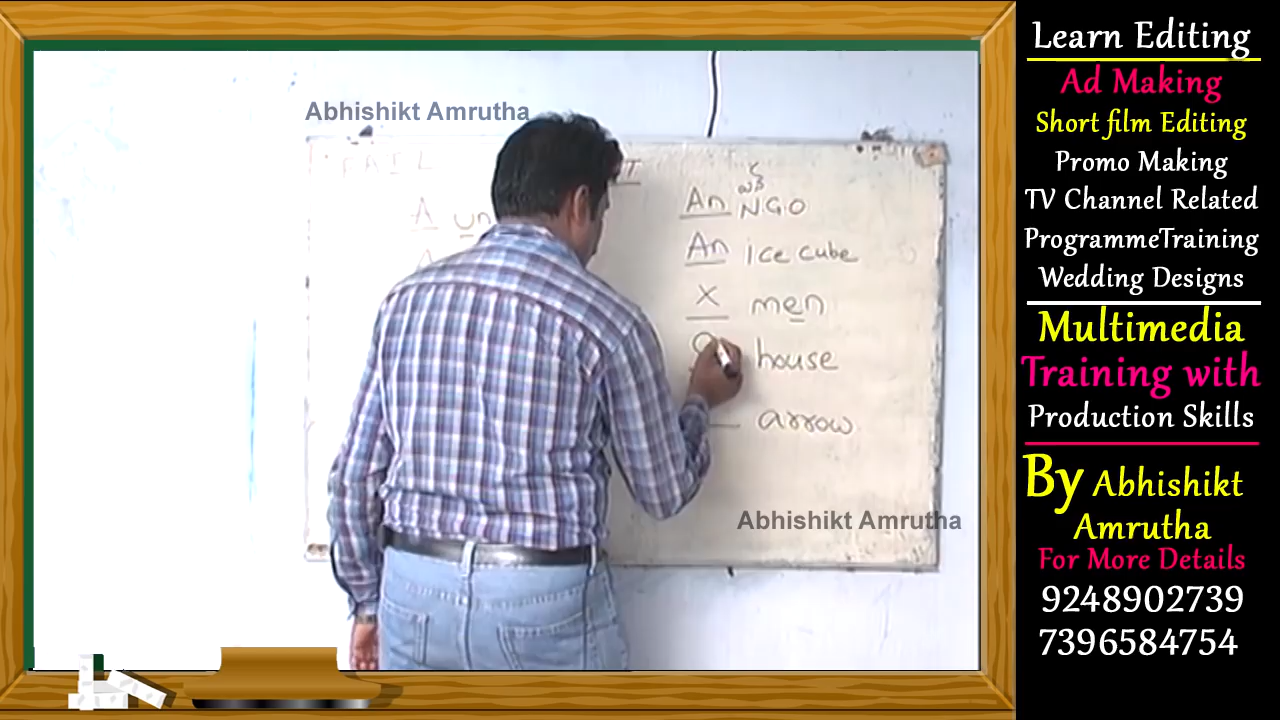 Abhishikt Amrutha
FAIL
A un
A
An N.G.O
An ice cube
X men
house
arrow
Abhishikt Amrutha
Learn Editing
Ad Making
Short film Editing
Promo Making
TV Channel Related
ProgrammeTraining
Wedding Designs
Multimedia
Training with
Production Skills
By Abhishikt
Amrutha
For More Details
9248902739
7396584754